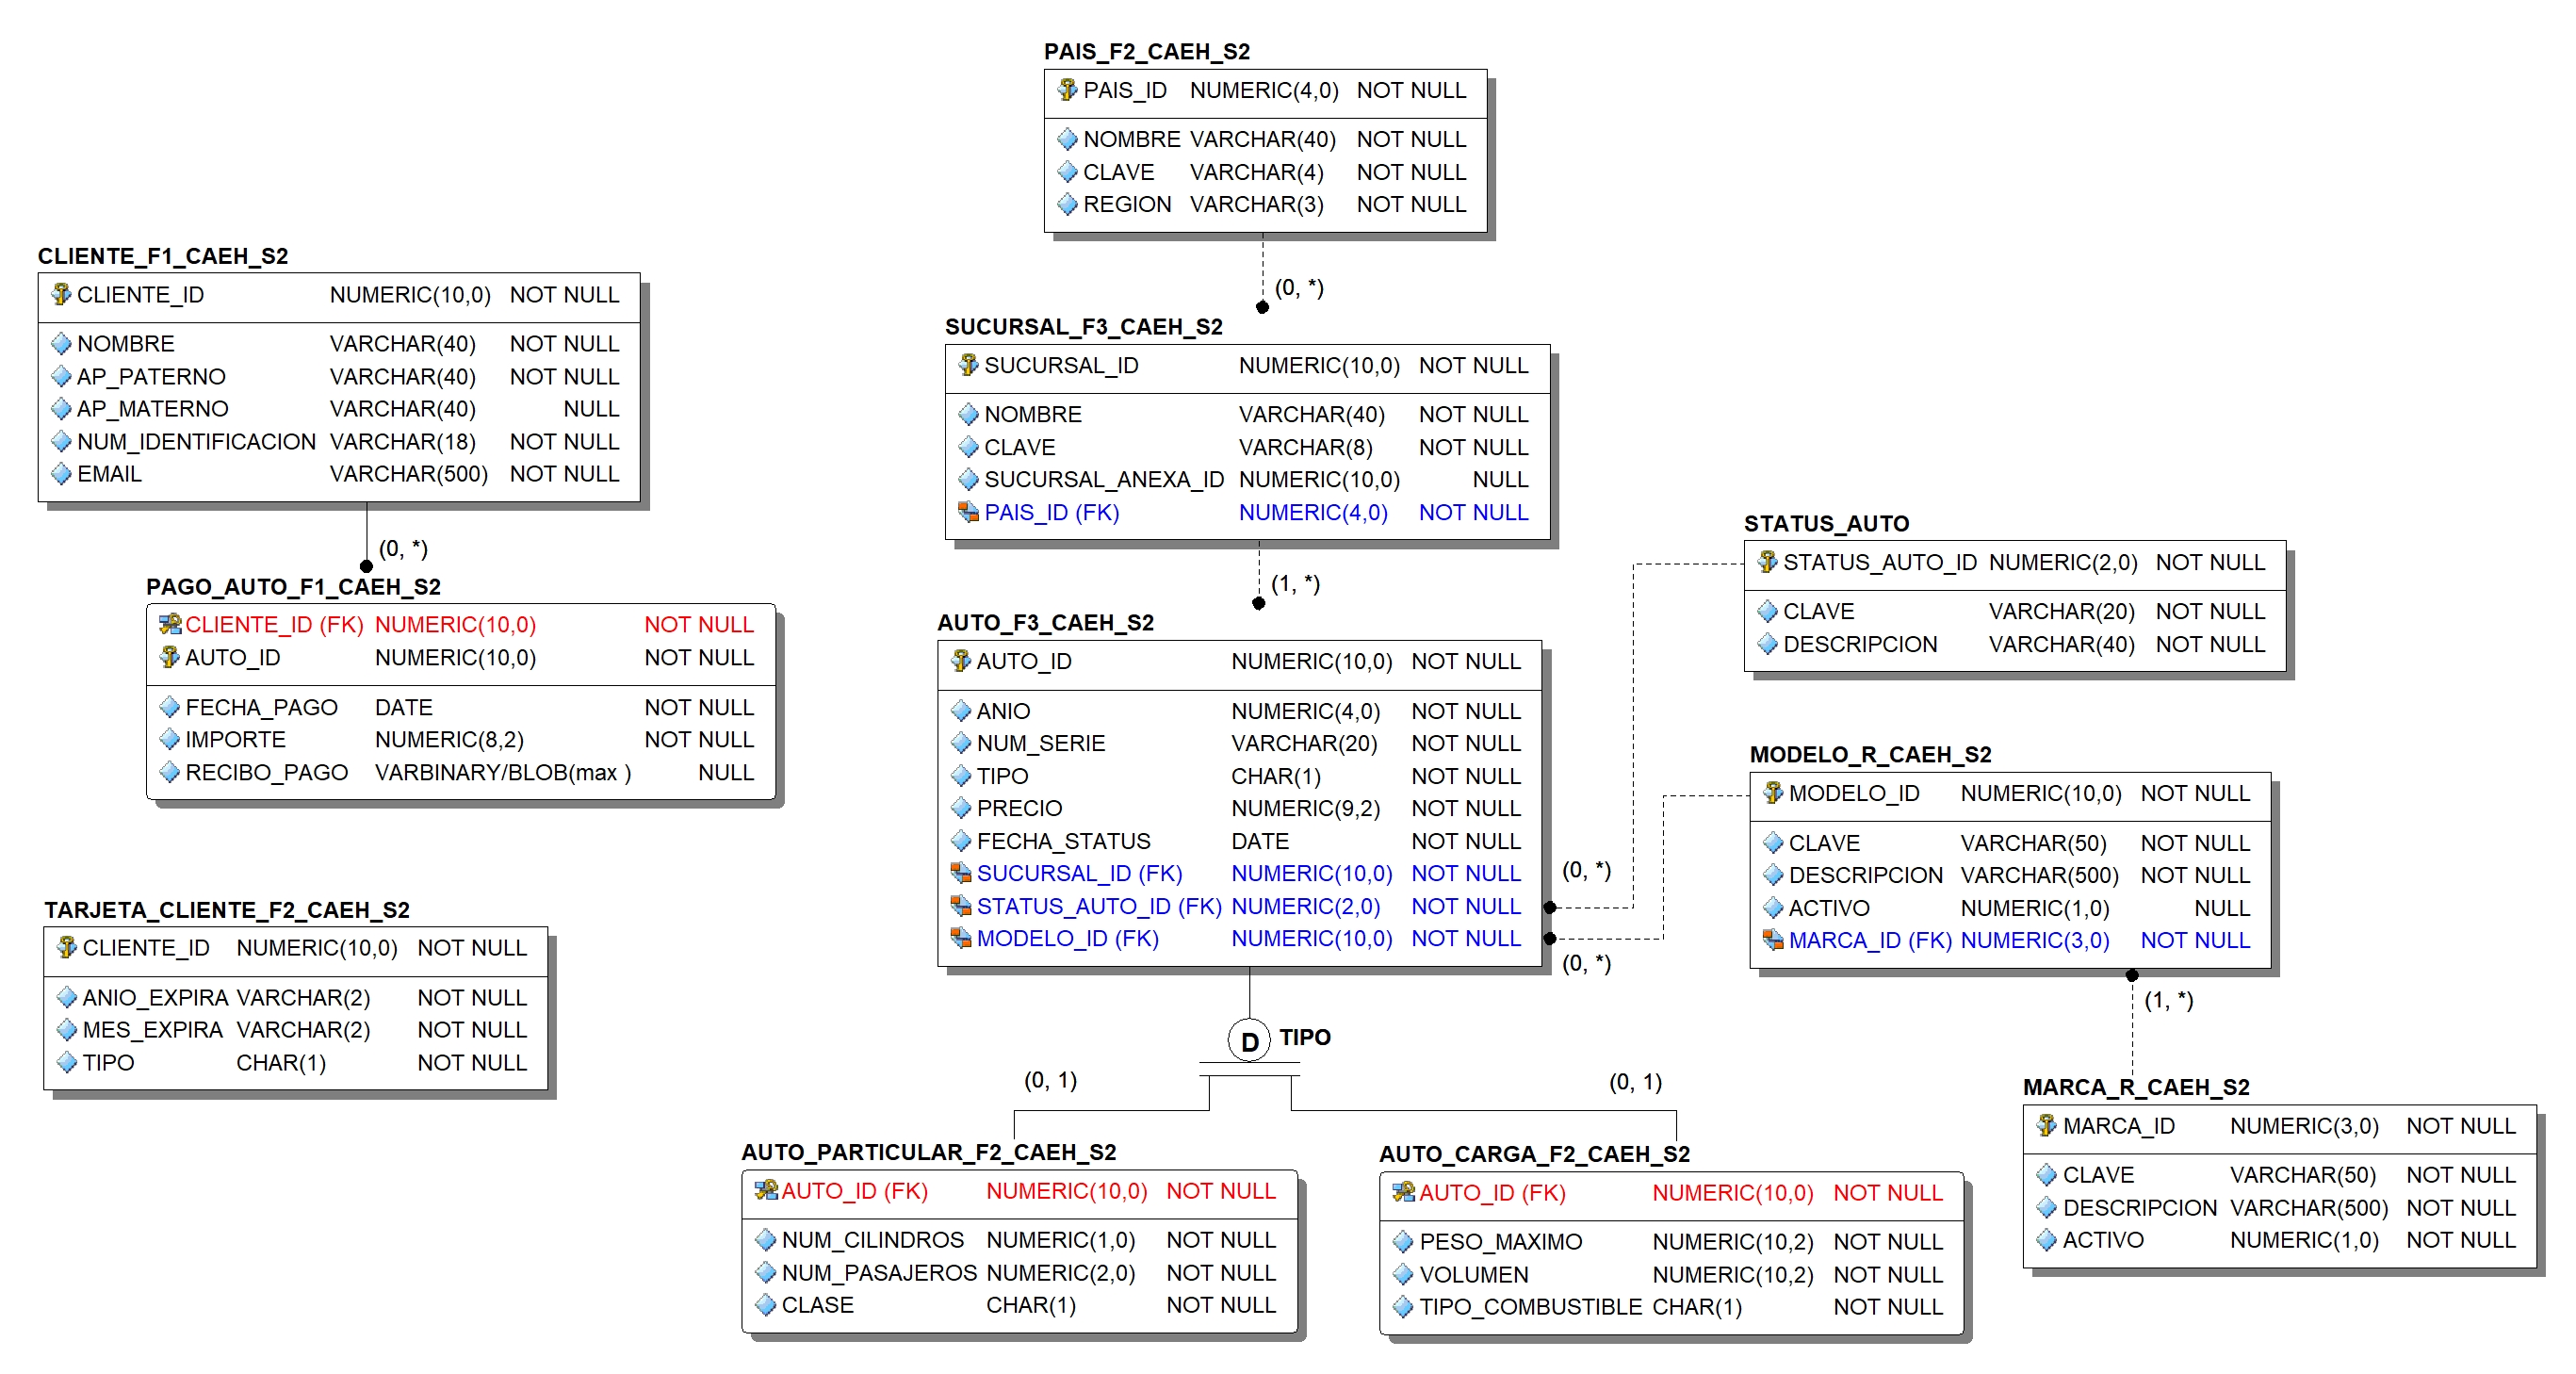 PAIS_F2_CAEH_S2
PAIS_ID NUMERIC(4,0) NOT NULL
NOMBRE VARCHAR(40) NOT NULL
CLAVE VARCHAR(4) NOT NULL
REGION VARCHAR(3) NOT NULL
(0, *)
CLIENTE_F1_CAEH_S2
CLIENTE_ID NUMERIC(10,0) NOT NULL
NOMBRE VARCHAR(40) NOT NULL
AP_PATERNO VARCHAR(40) NOT NULL
AP_MATERNO VARCHAR(40) NULL
NUM_IDENTIFICACION VARCHAR(18) NOT NULL
EMAIL VARCHAR(500) NOT NULL
(0, *)
PAGO_AUTO_F1_CAEH_S2
CLIENTE_ID (FK) NUMERIC(10,0) NOT NULL
AUTO_ID NUMERIC(10,0) NOT NULL
FECHA_PAGO DATE NOT NULL
IMPORTE NUMERIC(8,2) NOT NULL
RECIBO_PAGO VARBINARY/BLOB(max ) NULL
TARJETA_CLIENTE_F2_CAEH_S2
CLIENTE_ID NUMERIC(10,0) NOT NULL
ANIO_EXPIRA VARCHAR(2) NOT NULL
MES_EXPIRA VARCHAR(2) NOT NULL
TIPO CHAR(1) NOT NULL
SUCURSAL_F3_CAEH_S2
SUCURSAL_ID NUMERIC(10,0) NOT NULL
NOMBRE VARCHAR(40) NOT NULL
CLAVE VARCHAR(8) NOT NULL
SUCURSAL_ANEXA_ID NUMERIC(10,0) NULL
PAIS_ID (FK) NUMERIC(4,0) NOT NULL
(1, *)
AUTO_F3_CAEH_S2
AUTO_ID NUMERIC(10,0) NOT NULL
ANIO NUMERIC(4,0) NOT NULL
NUM_SERIE VARCHAR(20) NOT NULL
TIPO CHAR(1) NOT NULL
PRECIO NUMERIC(9,2) NOT NULL
FECHA_STATUS DATE NOT NULL
SUCURSAL_ID (FK) NUMERIC(10,0) NOT NULL
STATUS_AUTO_ID (FK) NUMERIC(2,0) NOT NULL
MODELO_ID (FK) NUMERIC(10,0) NOT NULL
(0, *)
(0, *)
STATUS_AUTO
STATUS_AUTO_ID NUMERIC(2,0) NOT NULL
CLAVE VARCHAR(20) NOT NULL
DESCRIPCION VARCHAR(40) NOT NULL
MODELO_R_CAEH_S2
MODELO_ID NUMERIC(10,0) NOT NULL
CLAVE VARCHAR(50) NOT NULL
DESCRIPCION VARCHAR(500) NOT NULL
ACTIVO NUMERIC(1,0) NULL
MARCA_ID (FK) NUMERIC(3,0) NOT NULL
(1, *)
MARCA_R_CAEH_S2
MARCA_ID NUMERIC(3,0) NOT NULL
CLAVE VARCHAR(50) NOT NULL
DESCRIPCION VARCHAR(500) NOT NULL
ACTIVO NUMERIC(1,0) NOT NULL
D TIPO
(0, 1)
(0, 1)
AUTO_PARTICULAR_F2_CAEH_S2
AUTO_ID (FK) NUMERIC(10,0) NOT NULL
NUM_CILINDROS NUMERIC(1,0) NOT NULL
NUM_PASAJEROS NUMERIC(2,0) NOT NULL
CLASE CHAR(1) NOT NULL
AUTO_CARGA_F2_CAEH_S2
AUTO_ID (FK) NUMERIC(10,0) NOT NULL
PESO_MAXIMO NUMERIC(10,2) NOT NULL
VOLUMEN NUMERIC(10,2) NOT NULL
TIPO_COMBUSTIBLE CHAR(1) NOT NULL